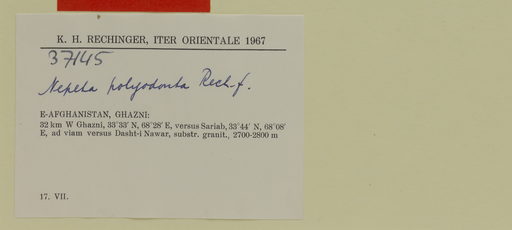 K. H. RECHINGER, ITER ORIENTALE 1967
37145
Nepeta polyodonta Rech. f.
E-AFGHANISTAN, GHAZNI:
32 km W Ghazni, 33°33′ N, 68°28′ E, versus Sariab, 33°44′ N, 68°08′
E, ad viam versus Dasht-i Nawar, substr. granit., 2700-2800 m
17. VII.